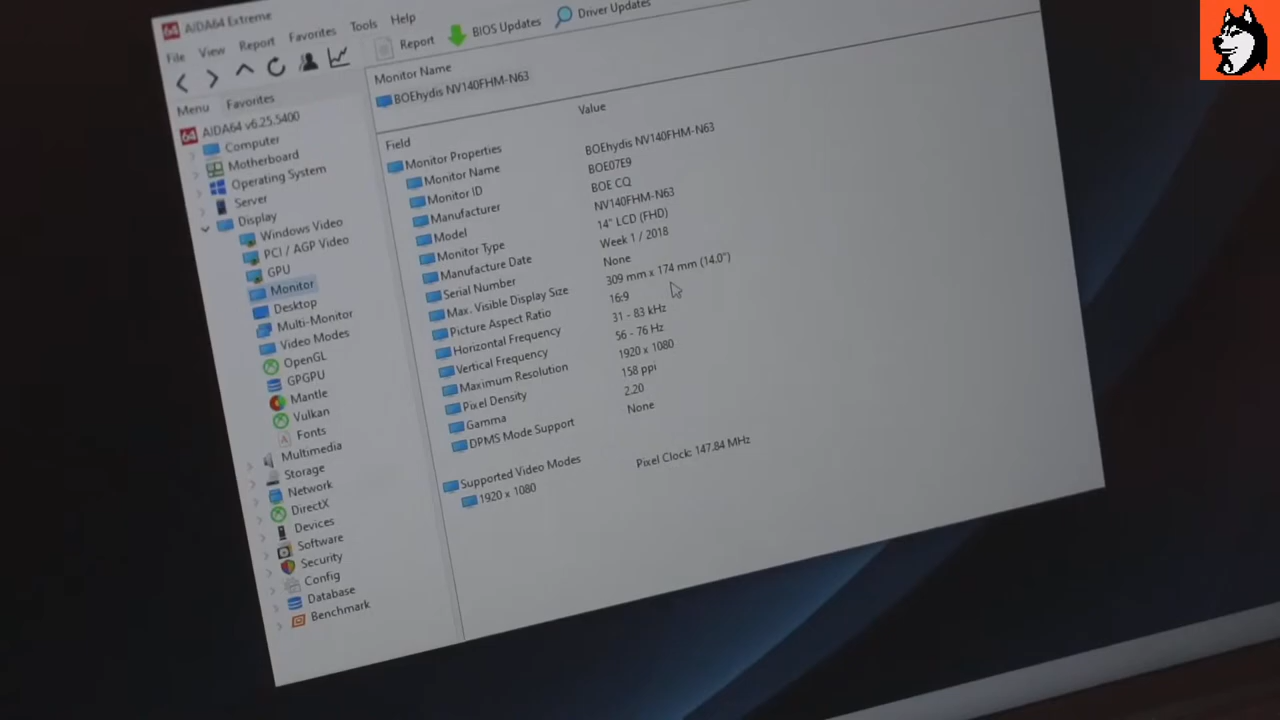 AIDA64 Extreme
File View Report Favorites Tools Help
Report BIOS Updates Driver Updates
Menu Favorites
AIDA64 v6.25.5400
Computer
Motherboard
Operating System
Server
Display
Windows Video
PCI / AGP Video
GPU
Monitor
Desktop
Multi-Monitor
Video Modes
OpenGL
GPGPU
Mantle
Vulkan
Fonts
Multimedia
Storage
Network
DirectX
Devices
Software
Security
Config
Database
Benchmark
Monitor Name
BOEhydis NV140FHM-N63
Field Value
Monitor Properties
Monitor Name BOEhydis NV140FHM-N63
Monitor ID BOE07E9
Manufacturer BOE CQ
Model NV140FHM-N63
Monitor Type 14" LCD (FHD)
Manufacture Date Week 1 / 2018
Serial Number None
Max. Visible Display Size 309 mm x 174 mm (14.0")
Picture Aspect Ratio 16:9
Horizontal Frequency 31 - 83 kHz
Vertical Frequency 56 - 76 Hz
Maximum Resolution 1920 x 1080
Pixel Density 158 ppi
Gamma 2.20
DPMS Mode Support None
Supported Video Modes
1920 x 1080 Pixel Clock: 147.84 MHz